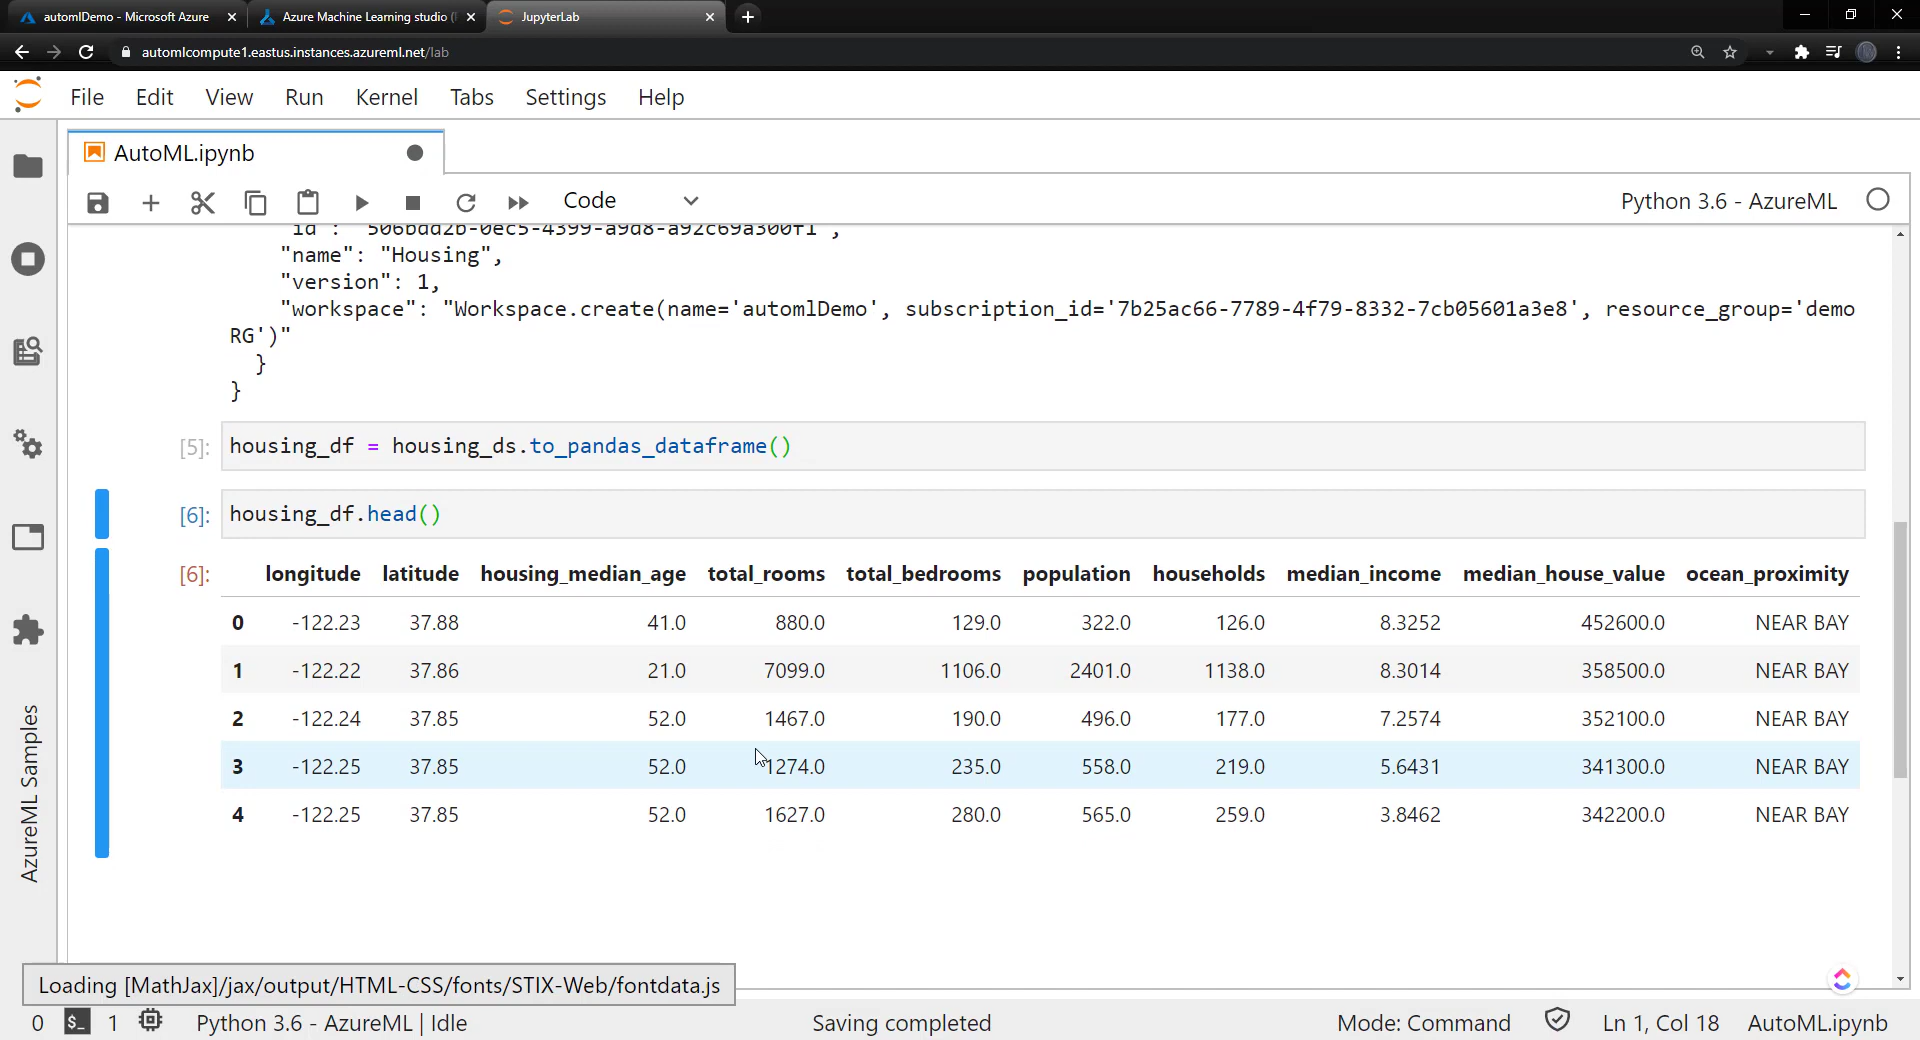 automlDemo - Microsoft Azure
Azure Machine Learning studio (
JupyterLab
automlcompute1.eastus.instances.azureml.net/lab
File Edit View Run Kernel Tabs Settings Help
AutoML.ipynb
Code
Python 3.6 - AzureML
"id": "506bdd2b-0ec5-4399-a9d8-a92c69a300f1",
"name": "Housing",
"version": 1,
"workspace": "Workspace.create(name='automlDemo', subscription_id='7b25ac66-7789-4f79-8332-7cb05601a3e8', resource_group='demo
RG')"
}
}
[5]: housing_df = housing_ds.to_pandas_dataframe()
[6]: housing_df.head()
[6]: longitude latitude housing_median_age total_rooms total_bedrooms population households median_income median_house_value ocean_proximity
0 -122.23 37.88 41.0 880.0 129.0 322.0 126.0 8.3252 452600.0 NEAR BAY
1 -122.22 37.86 21.0 7099.0 1106.0 2401.0 1138.0 8.3014 358500.0 NEAR BAY
2 -122.24 37.85 52.0 1467.0 190.0 496.0 177.0 7.2574 352100.0 NEAR BAY
3 -122.25 37.85 52.0 1274.0 235.0 558.0 219.0 5.6431 341300.0 NEAR BAY
4 -122.25 37.85 52.0 1627.0 280.0 565.0 259.0 3.8462 342200.0 NEAR BAY
AzureML Samples
Loading [MathJax]/jax/output/HTML-CSS/fonts/STIX-Web/fontdata.js
0 $_ 1 Python 3.6 - AzureML | Idle Saving completed Mode: Command Ln 1, Col 18 AutoML.ipynb